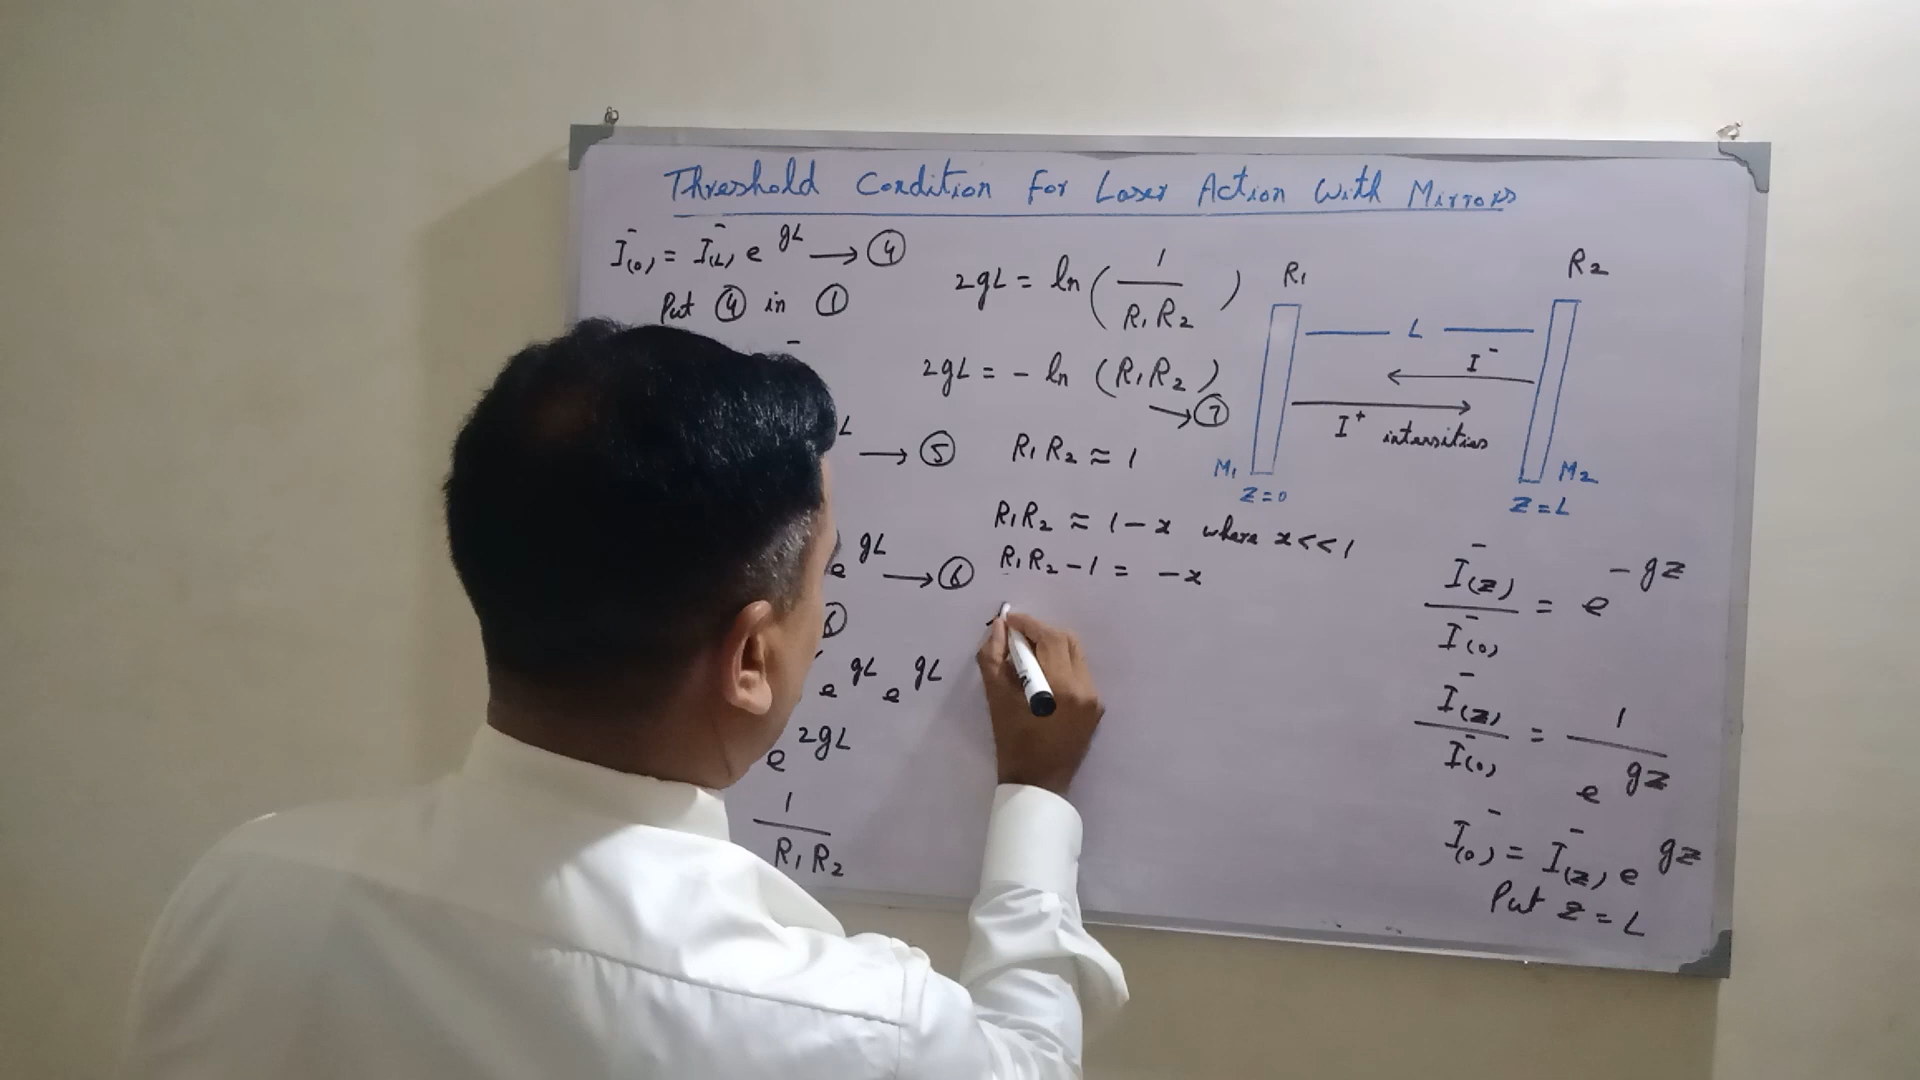 Threshold Condition For Laser Action With Mirrors
I⁻(0) = I⁻(L) e^gL → ④
Put ④ in ①
L → ⑤
e^gL → ⑥
e^gL e^gL
e^2gL
1/R₁R₂
2gL = ln (1/R₁R₂)
2gL = - ln (R₁R₂)
→ ⑦
R₁R₂ ≈ 1
R₁R₂ ≈ 1 - x where x << 1
R₁R₂ - 1 = -x
R₁
R₂
L
I⁻
I⁺ intensities
M₁
Z = 0
M₂
Z = L
I⁻(z)/I⁻(0) = e^-gz
I⁻(z)/I⁻(0) = 1/e^gz
I⁻(0) = I⁻(z) e^gz
Put z = L